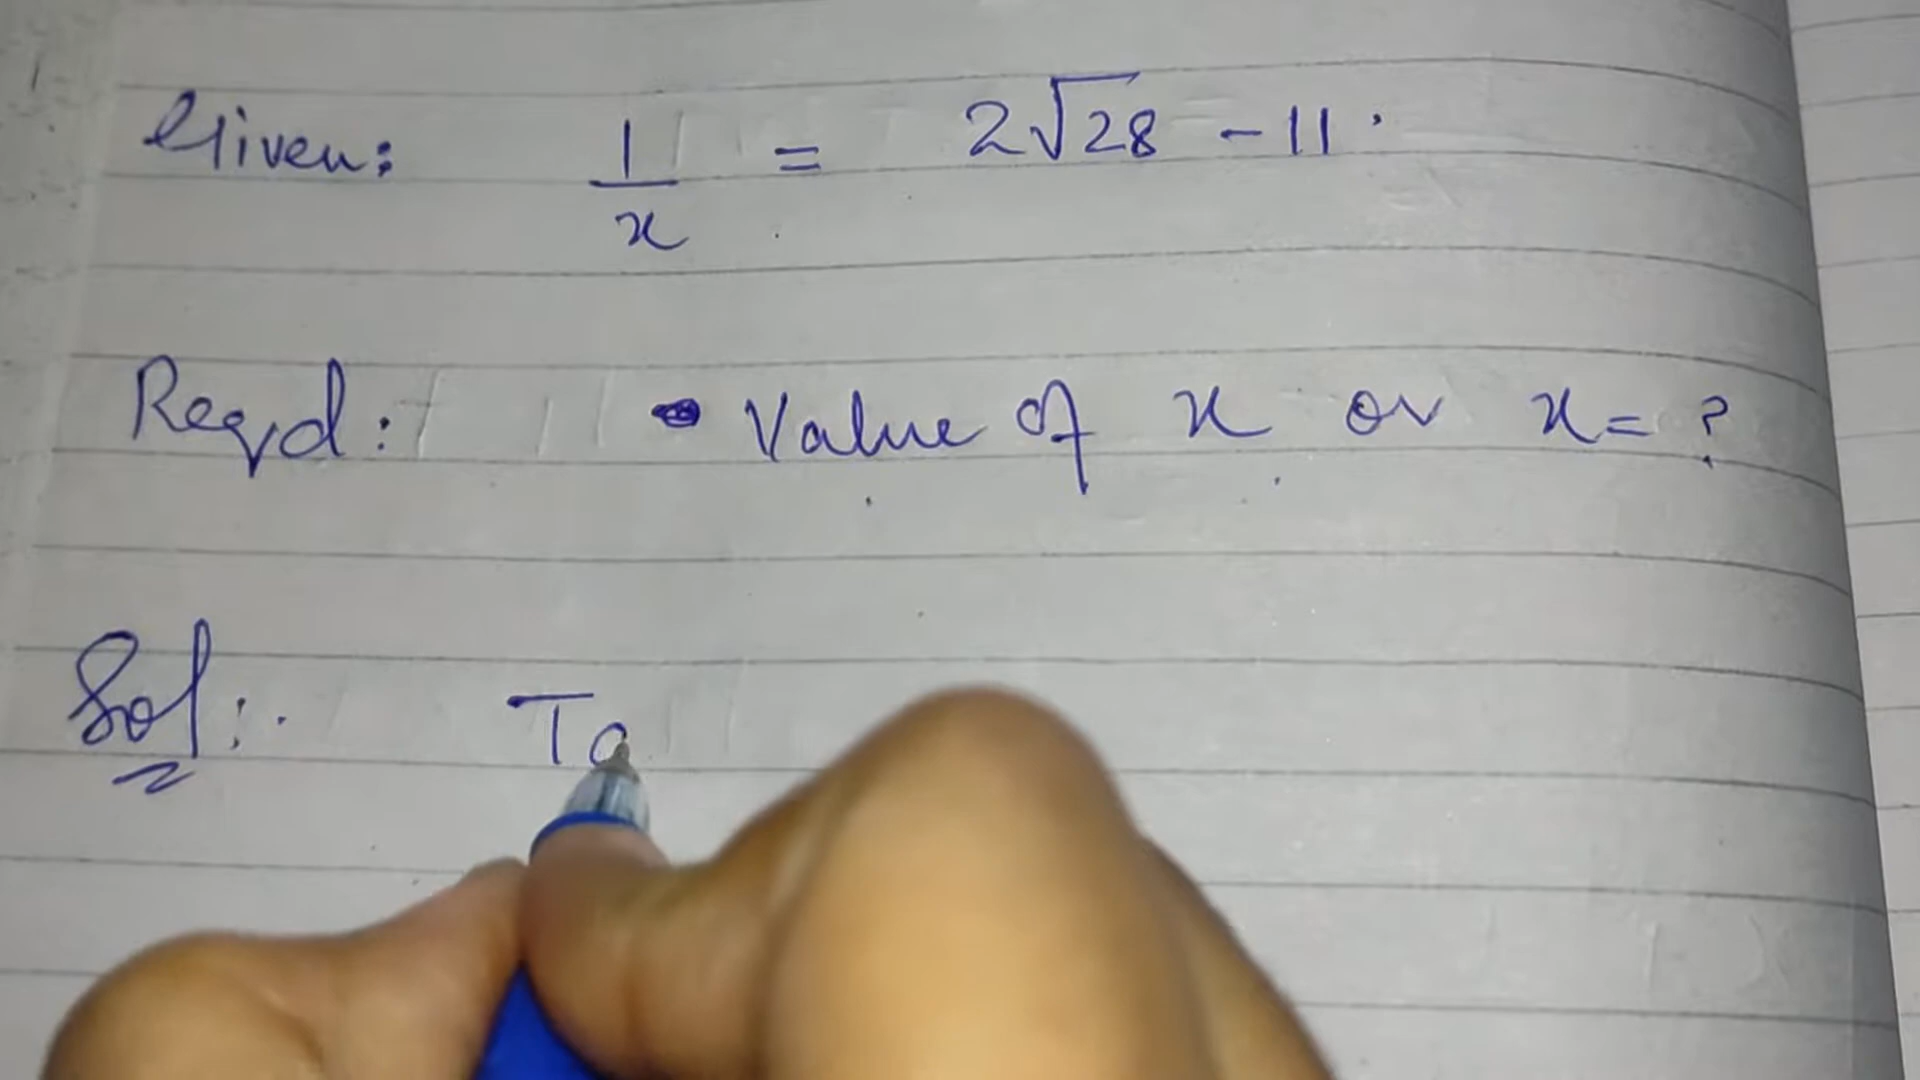 Given: 1/x = 2√28 - 11.
Reqd: Value of x or x = ?
Sol: To